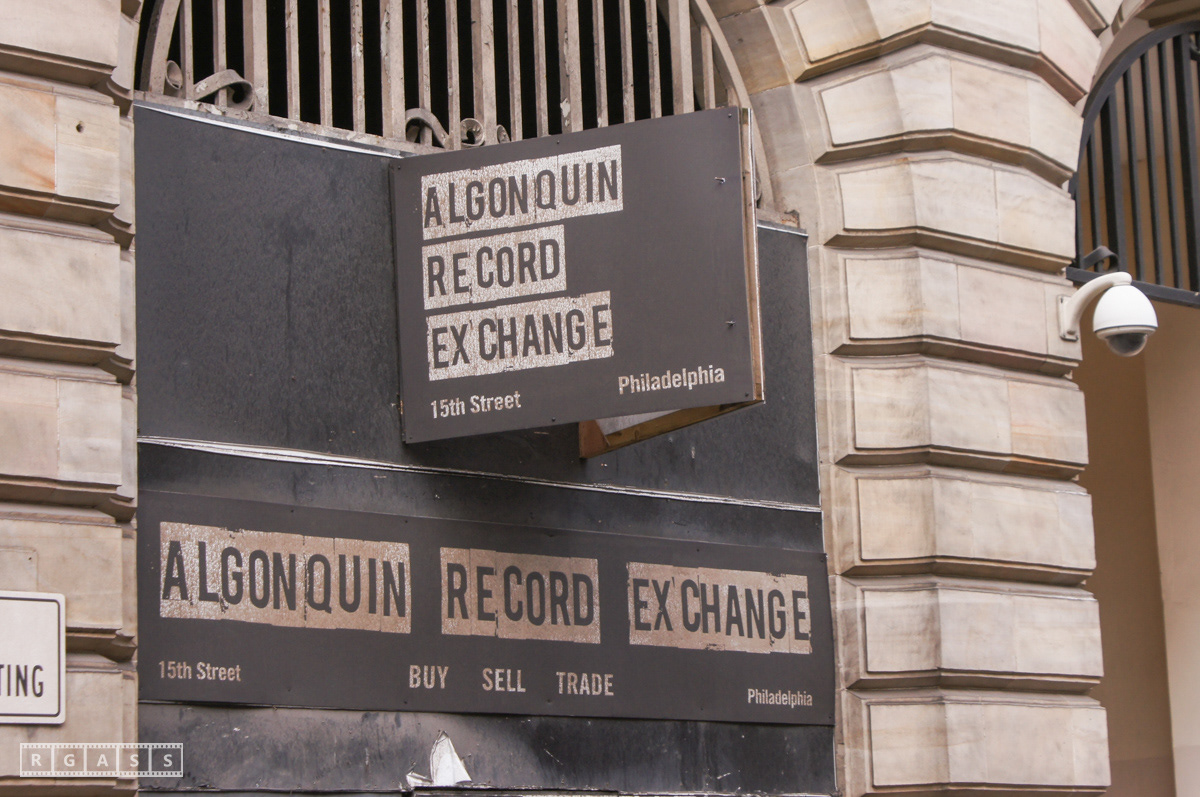 ALGONQUIN
RECORD
EXCHANGE
15th Street Philadelphia
ALGONQUIN RECORD EXCHANGE
15th Street BUY SELL TRADE Philadelphia
TING
RGASS